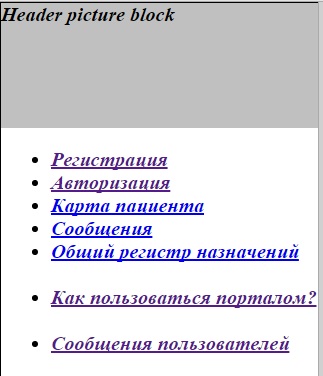 Header picture block
Регистрация
Авторизация
Карта пациента
Сообщения
Общий регистр назначений
Как пользоваться порталом?
Сообщения пользователей